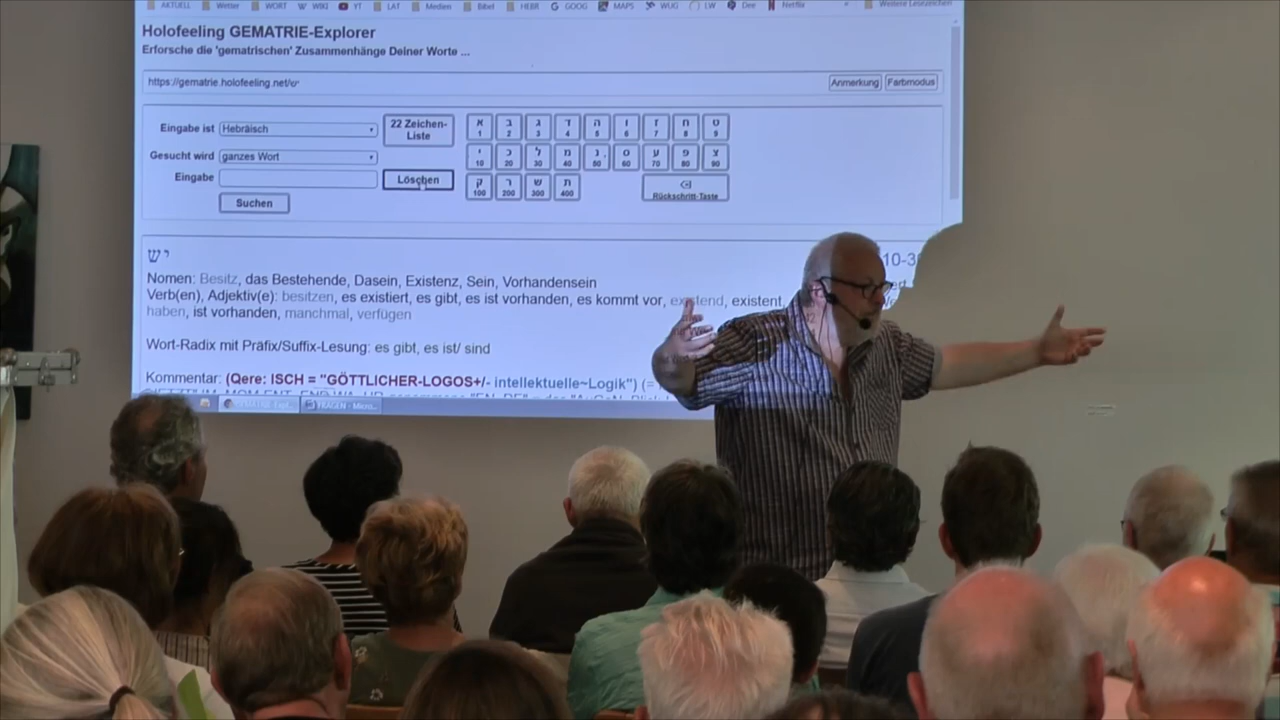 AKTUELL Wetter WORT WIKI YT LAT Medien Bibel HEBR GOOG MAPS WUG LW Dee Netflix » Weitere Lesezeichen
Holofeeling GEMATRIE-Explorer
Erforsche die 'gematrischen' Zusammenhänge Deiner Worte ...
https://gematrie.holofeeling.net/יש
Anmerkung Farbmodus
Eingabe ist Hebräisch
22 Zeichen-Liste
א ב ג ד ה ו ז ח ט
1 2 3 4 5 6 7 8 9
Gesucht wird ganzes Wort
י כ ל מ נ ס ע פ צ
10 20 30 40 50 60 70 80 90
Eingabe
Löschen
ק ר ש ת
100 200 300 400 Rückschritt-Taste
Suchen
יש
Nomen: Besitz, das Bestehende, Dasein, Existenz, Sein, Vorhandensein
Verb(en), Adjektiv(e): besitzen, es existiert, es gibt, es ist vorhanden, es kommt vor, existend, existent,
haben, ist vorhanden, manchmal, verfügen
Wort-Radix mit Präfix/Suffix-Lesung: es gibt, es ist/ sind
Kommentar: (Qere: ISCH = "GÖTTLICHER-LOGOS+/- intellektuelle~Logik") (=
FRAGEN - Micro...